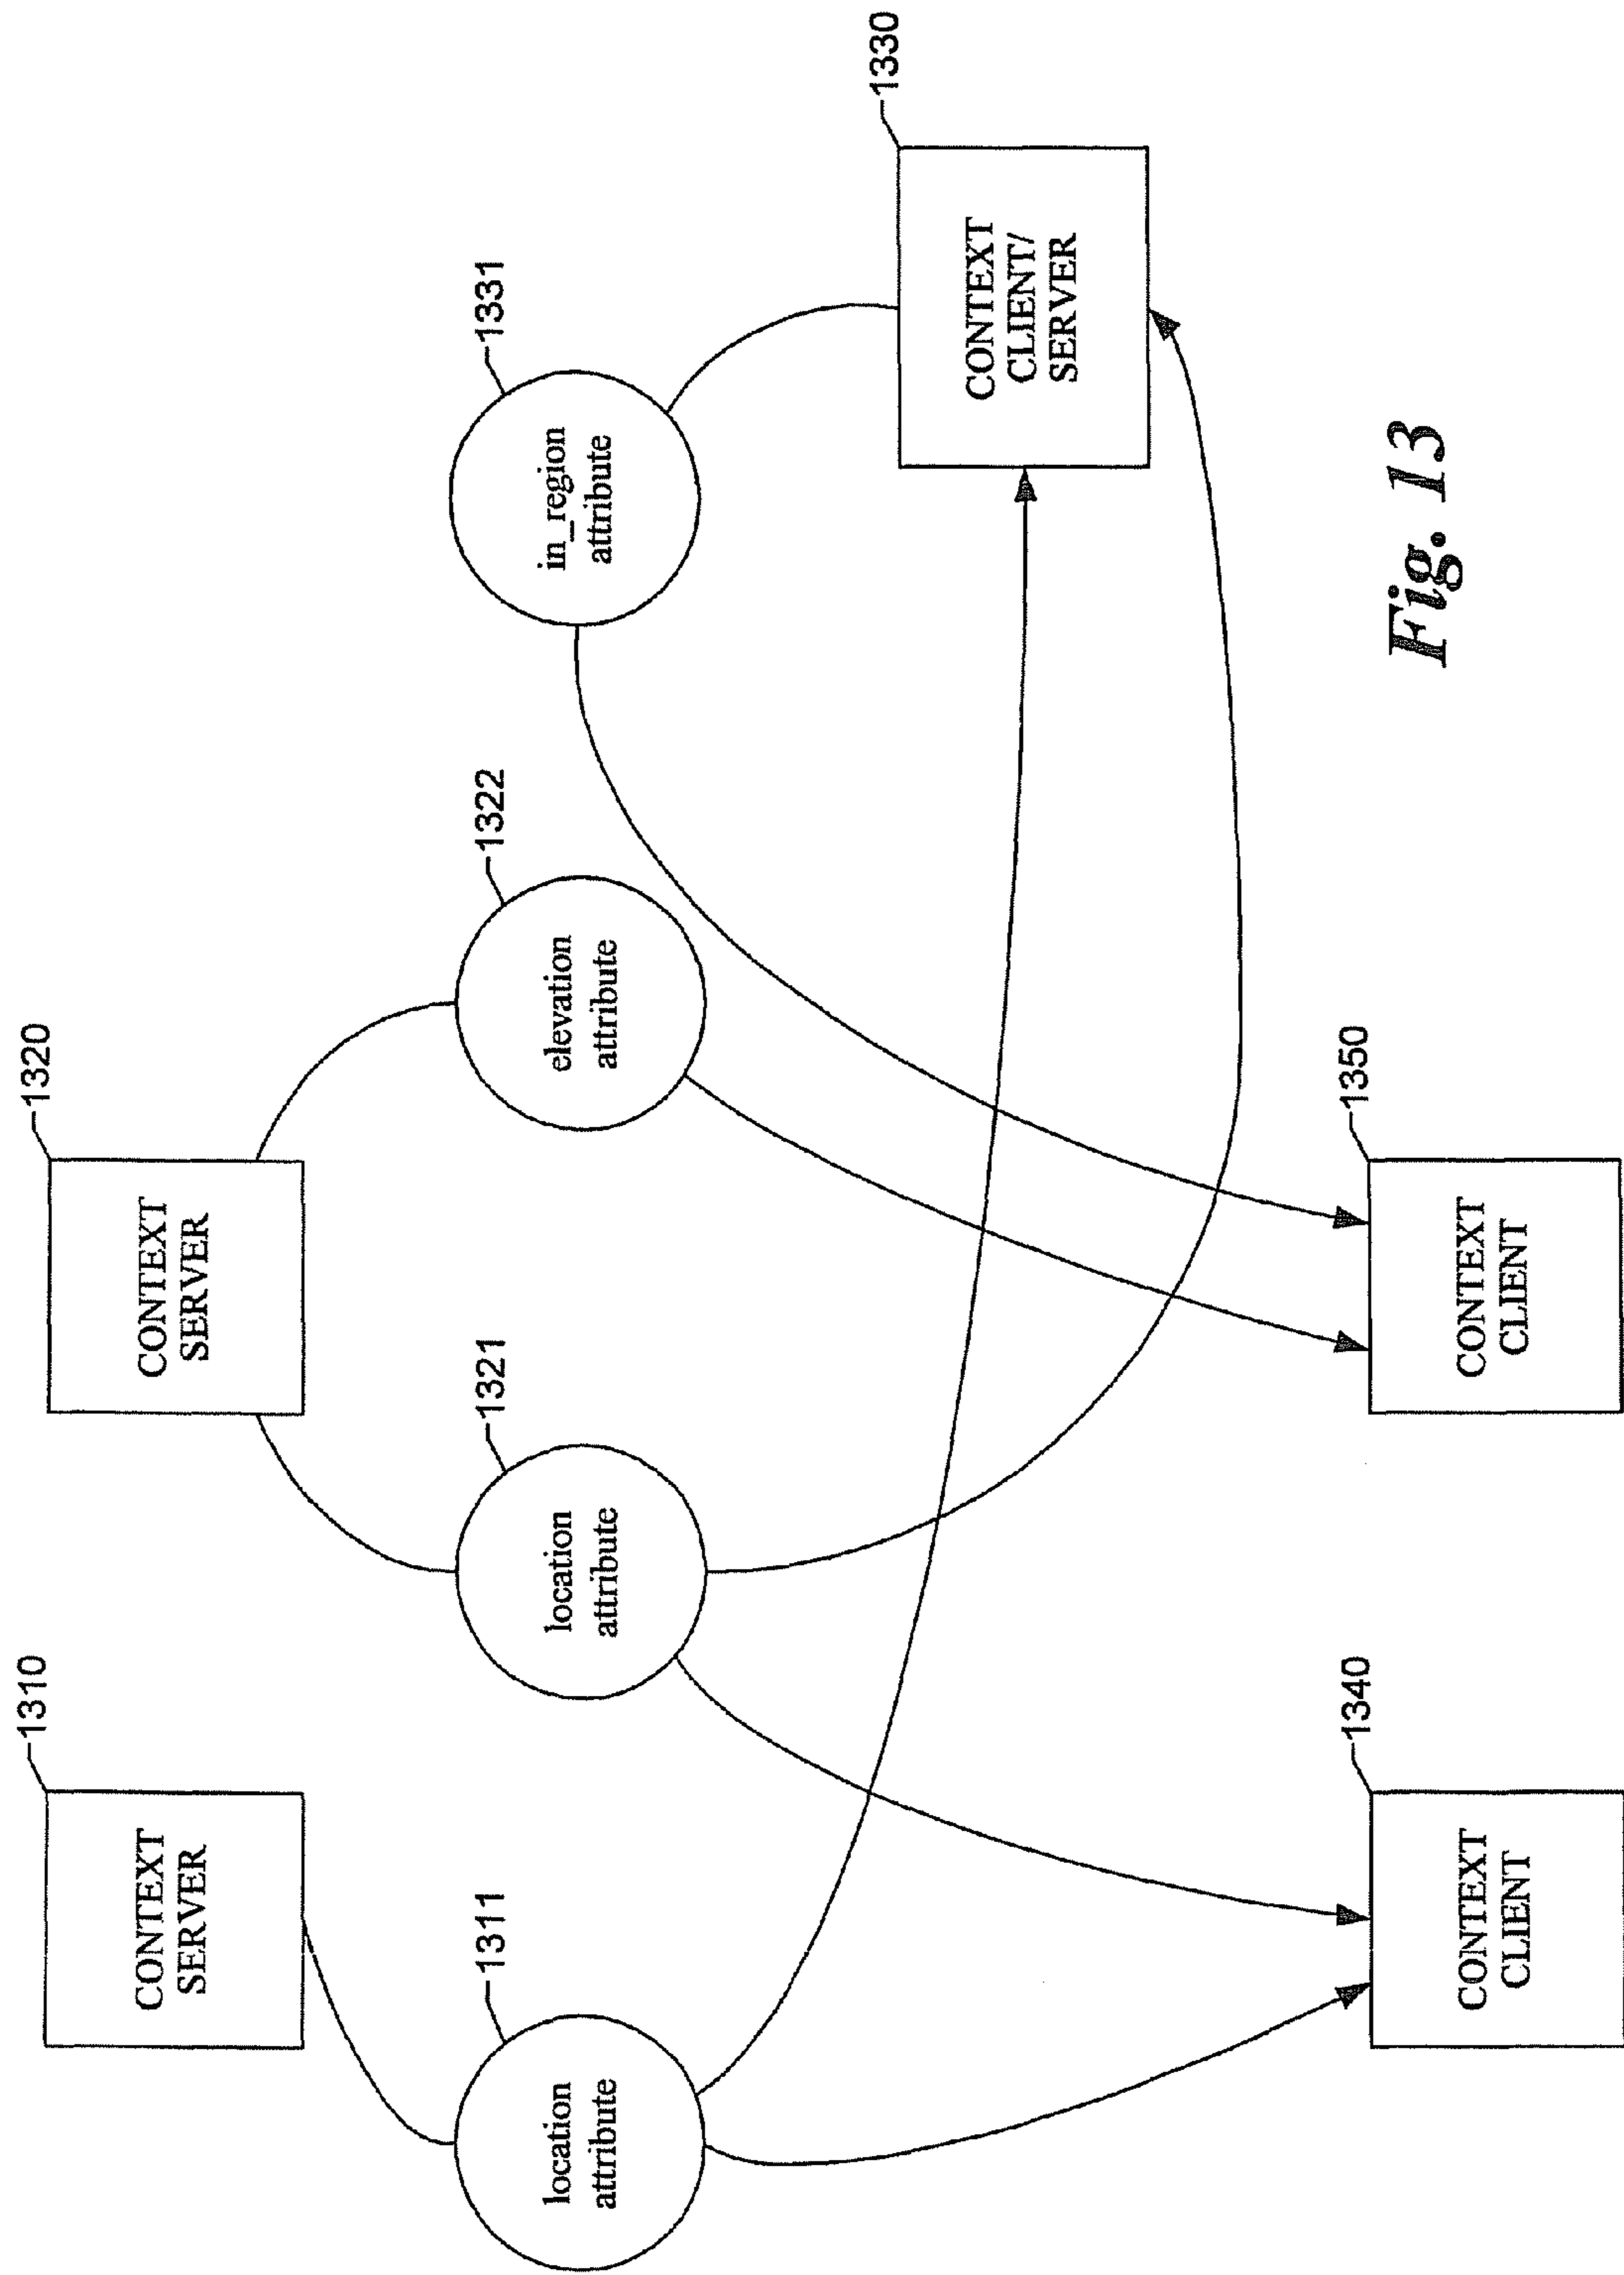 1310
CONTEXT
SERVER
1320
CONTEXT
SERVER
1311
location
attribute
1321
location
attribute
1322
elevation
attribute
1331
in_region
attribute
1330
CONTEXT
CLIENT/
SERVER
1340
CONTEXT
CLIENT
1350
CONTEXT
CLIENT
Fig. 13